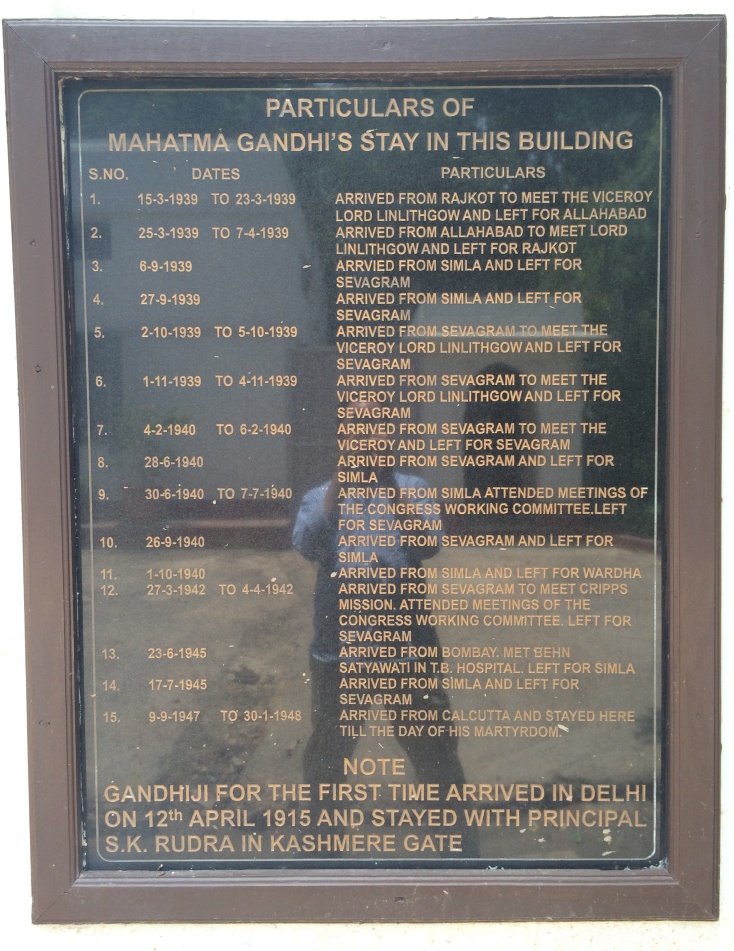 PARTICULARS OF
MAHATMA GANDHI'S STAY IN THIS BUILDING
S.NO. DATES PARTICULARS
1. 15-3-1939 TO 23-3-1939 ARRIVED FROM RAJKOT TO MEET THE VICEROY
LORD LINLITHGOW AND LEFT FOR ALLAHABAD
2. 25-3-1939 TO 7-4-1939 ARRIVED FROM ALLAHABAD TO MEET LORD
LINLITHGOW AND LEFT FOR RAJKOT
3. 6-9-1939 ARRVIED FROM SIMLA AND LEFT FOR
SEVAGRAM
4. 27-9-1939 ARRIVED FROM SIMLA AND LEFT FOR
SEVAGRAM
5. 2-10-1939 TO 5-10-1939 ARRIVED FROM SEVAGRAM TO MEET THE
VICEROY LORD LINLITHGOW AND LEFT FOR
SEVAGRAM
6. 1-11-1939 TO 4-11-1939 ARRIVED FROM SEVAGRAM TO MEET THE
VICEROY LORD LINLITHGOW AND LEFT FOR
SEVAGRAM
7. 4-2-1940 TO 6-2-1940 ARRIVED FROM SEVAGRAM TO MEET THE
VICEROY AND LEFT FOR SEVAGRAM
8. 28-6-1940 ARRIVED FROM SEVAGRAM AND LEFT FOR
SIMLA
9. 30-6-1940 TO 7-7-1940 ARRIVED FROM SIMLA ATTENDED MEETINGS OF
THE CONGRESS WORKING COMMITTEE.LEFT
FOR SEVAGRAM
10. 26-9-1940 ARRIVED FROM SEVAGRAM AND LEFT FOR
SIMLA
11. 1-10-1940 ARRIVED FROM SIMLA AND LEFT FOR WARDHA
12. 27-3-1942 TO 4-4-1942 ARRIVED FROM SEVAGRAM TO MEET CRIPPS
MISSION. ATTENDED MEETINGS OF THE
CONGRESS WORKING COMMITTEE. LEFT FOR
SEVAGRAM
13. 23-6-1945 ARRIVED FROM BOMBAY. MET BEHN
SATYAWATI IN T.B. HOSPITAL. LEFT FOR SIMLA
14. 17-7-1945 ARRIVED FROM SIMLA AND LEFT FOR
SEVAGRAM
15. 9-9-1947 TO 30-1-1948 ARRIVED FROM CALCUTTA AND STAYED HERE
TILL THE DAY OF HIS MARTYRDOM.
NOTE
GANDHIJI FOR THE FIRST TIME ARRIVED IN DELHI
ON 12th APRIL 1915 AND STAYED WITH PRINCIPAL
S.K. RUDRA IN KASHMERE GATE